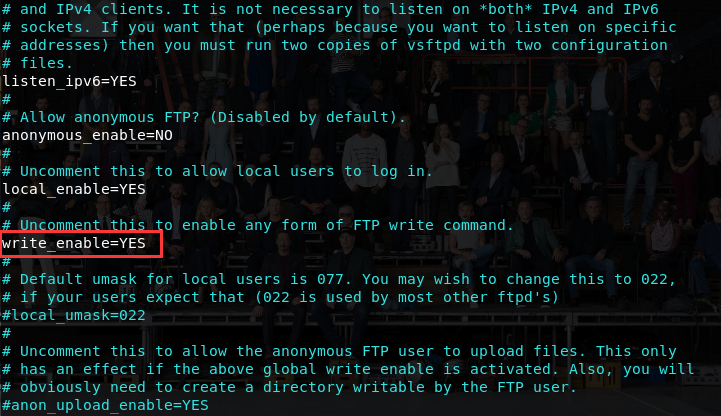 # and IPv4 clients. It is not necessary to listen on *both* IPv4 and IPv6
# sockets. If you want that (perhaps because you want to listen on specific
# addresses) then you must run two copies of vsftpd with two configuration
# files.
listen_ipv6=YES
#
# Allow anonymous FTP? (Disabled by default).
anonymous_enable=NO
#
# Uncomment this to allow local users to log in.
local_enable=YES
#
# Uncomment this to enable any form of FTP write command.
write_enable=YES
#
# Default umask for local users is 077. You may wish to change this to 022,
# if your users expect that (022 is used by most other ftpd's)
#local_umask=022
#
# Uncomment this to allow the anonymous FTP user to upload files. This only
# has an effect if the above global write enable is activated. Also, you will
# obviously need to create a directory writable by the FTP user.
#anon_upload_enable=YES